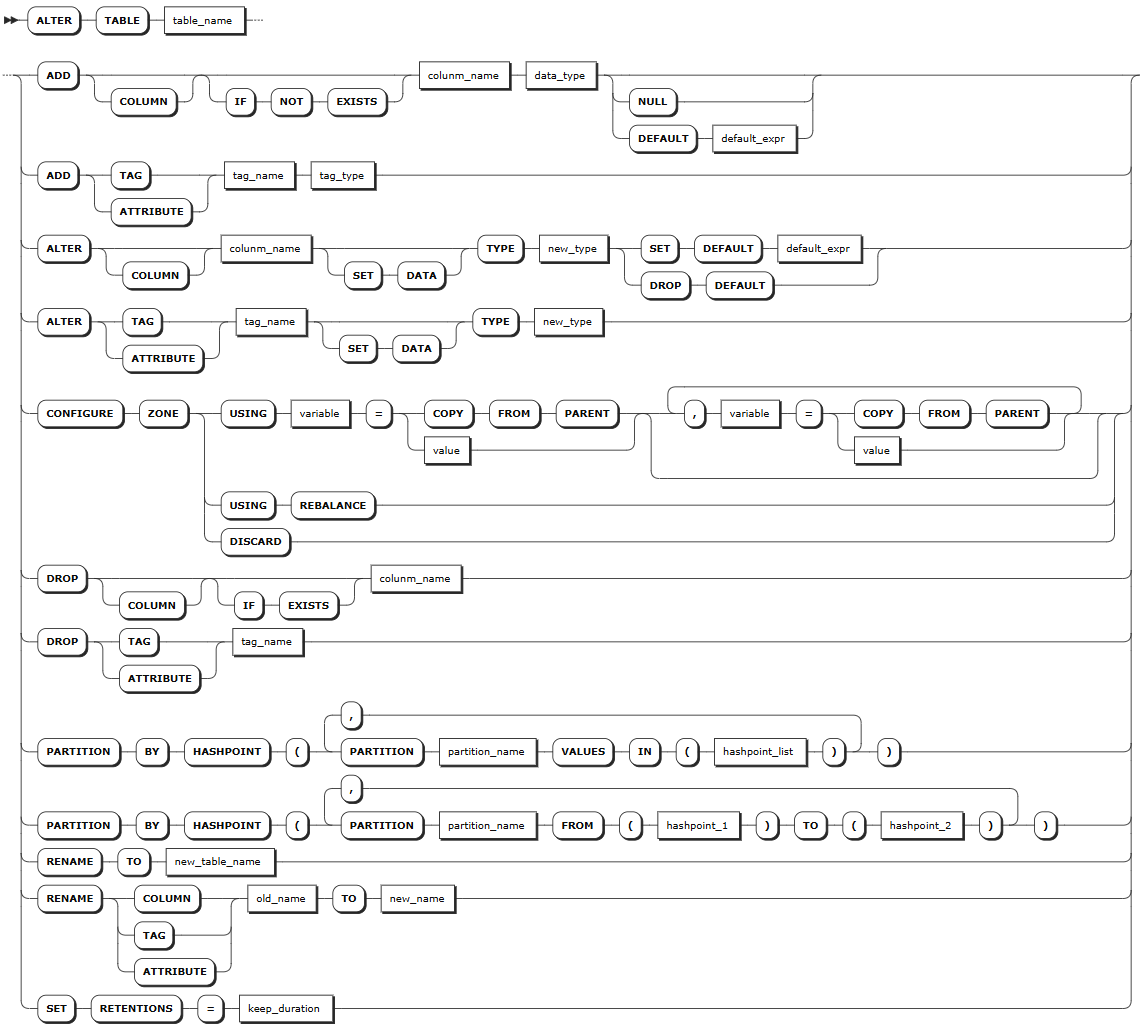 ALTER TABLE table_name
ADD colunm_name data_type
COLUMN IF NOT EXISTS NULL
DEFAULT default_expr
ADD TAG tag_name tag_type
ATTRIBUTE
ALTER colunm_name TYPE new_type SET DEFAULT default_expr
COLUMN SET DATA DROP DEFAULT
ALTER TAG tag_name TYPE new_type
ATTRIBUTE SET DATA
CONFIGURE ZONE USING variable = COPY FROM PARENT , variable = COPY FROM PARENT
value value
USING REBALANCE
DISCARD
DROP colunm_name
COLUMN IF EXISTS
DROP TAG tag_name
ATTRIBUTE
,
PARTITION BY HASHPOINT ( PARTITION partition_name VALUES IN ( hashpoint_list ) )
,
PARTITION BY HASHPOINT ( PARTITION partition_name FROM ( hashpoint_1 ) TO ( hashpoint_2 ) )
RENAME TO new_table_name
RENAME COLUMN old_name TO new_name
TAG
ATTRIBUTE
SET RETENTIONS = keep_duration